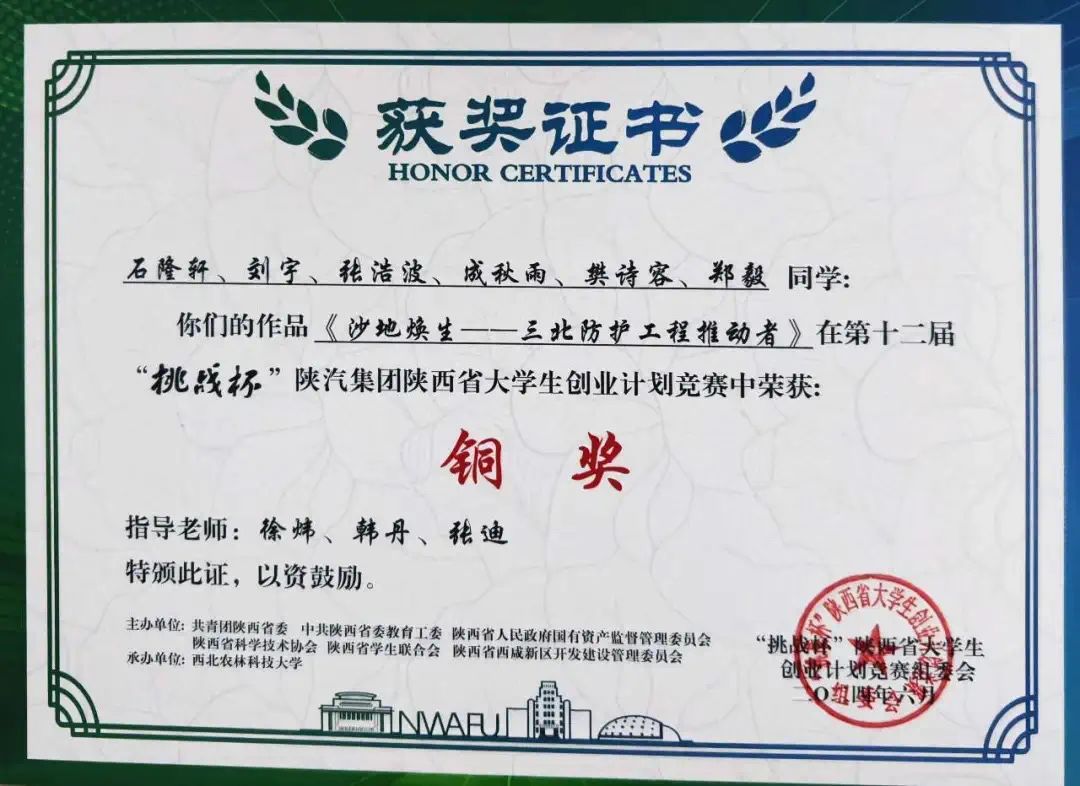 获奖证书
HONOR CERTIFICATES
石隆轩、刘宇、张浩波、成秋雨、樊诗容、郑毅 同学:
你们的作品《沙地焕生——三北防护工程推动者》在第十二届
“挑战杯”陕汽集团陕西省大学生创业计划竞赛中荣获:
铜 奖
指导老师: 徐炜、韩丹、张迪
特颁此证，以资鼓励。
主办单位: 共青团陕西省委 中共陕西省委教育工委 陕西省人民政府国有资产监督管理委员会
陕西省科学技术协会 陕西省学生联合会 陕西省西咸新区开发建设管理委员会
承办单位: 西北农林科技大学
“挑战杯”陕西省大学生
创业计划竞赛组委会
二〇二四年六月
NWAFU